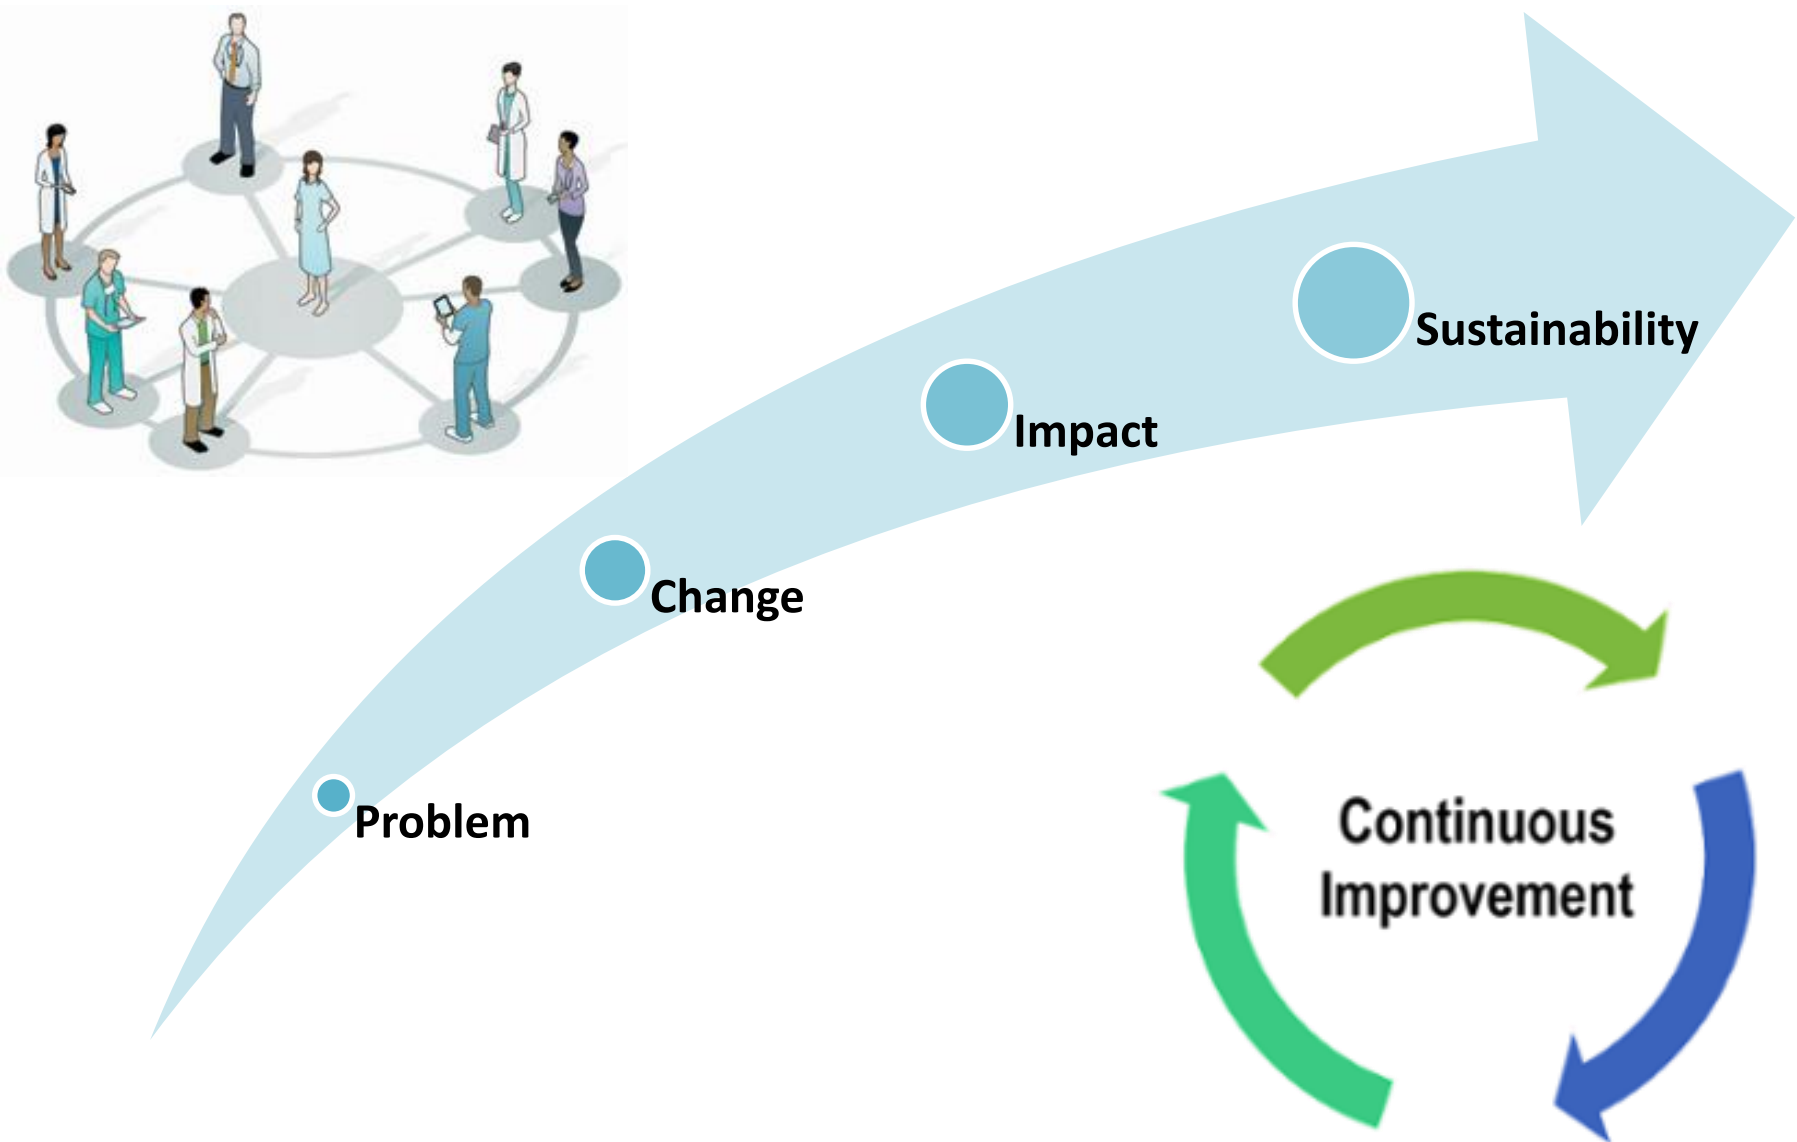 Sustainability
Impact
Change
Problem
Continuous
Improvement